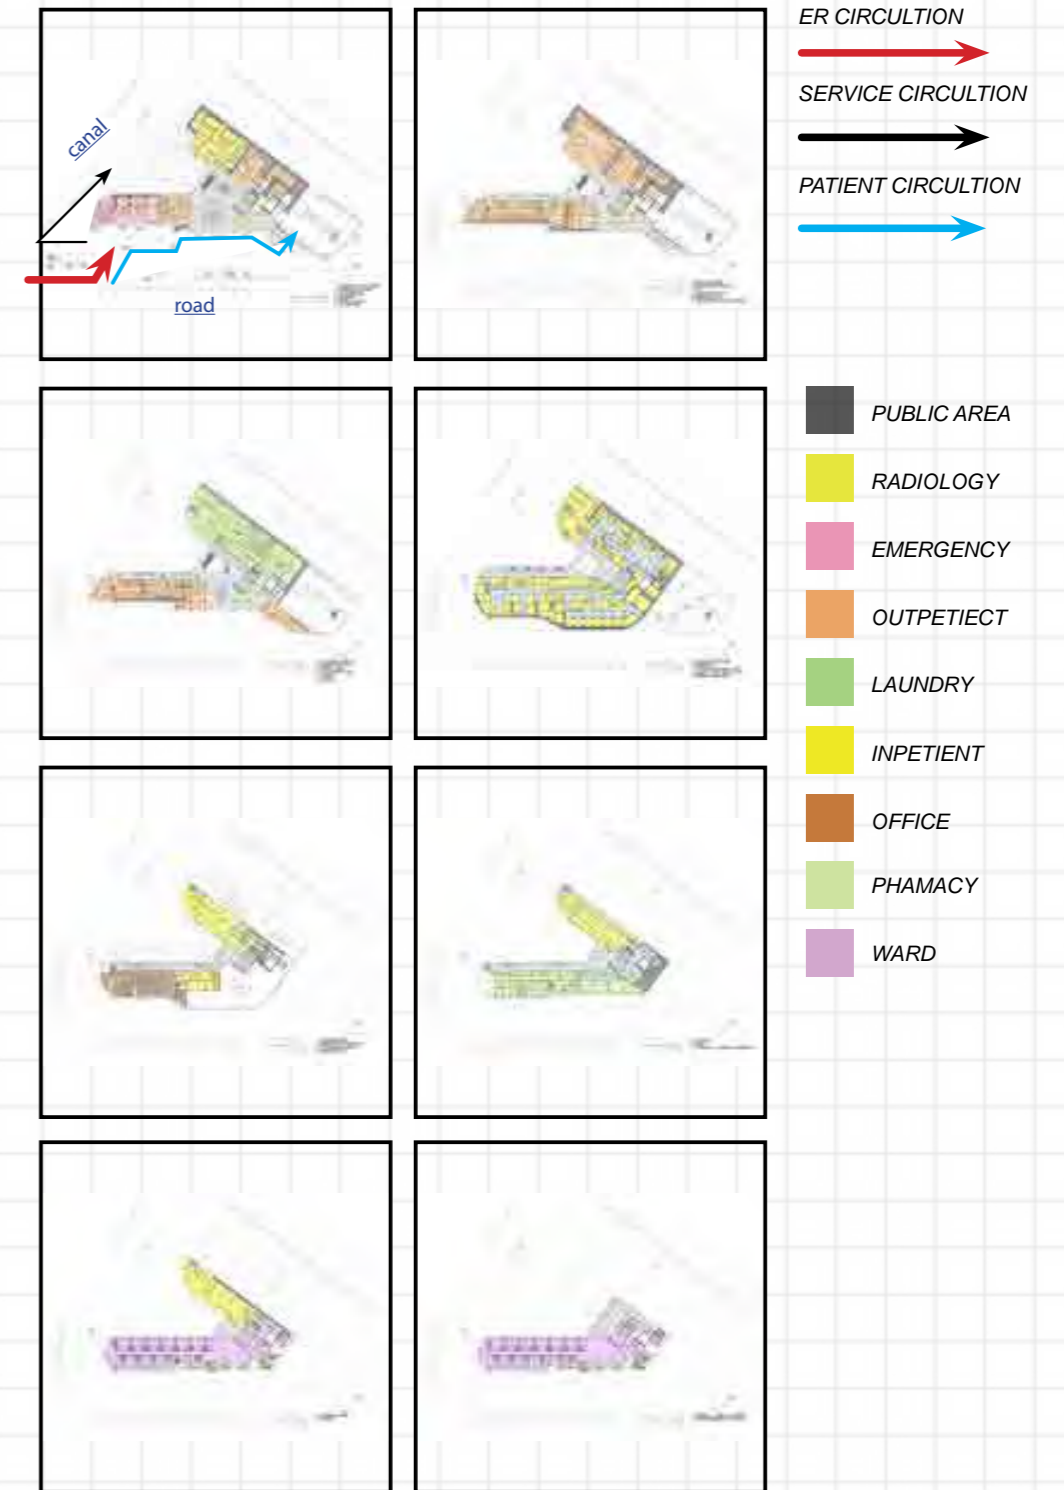 ER CIRCULTION
SERVICE CIRCULTION
PATIENT CIRCULTION
canal
road
PUBLIC AREA
RADIOLOGY
EMERGENCY
OUTPETIECT
LAUNDRY
INPETIENT
OFFICE
PHAMACY
WARD